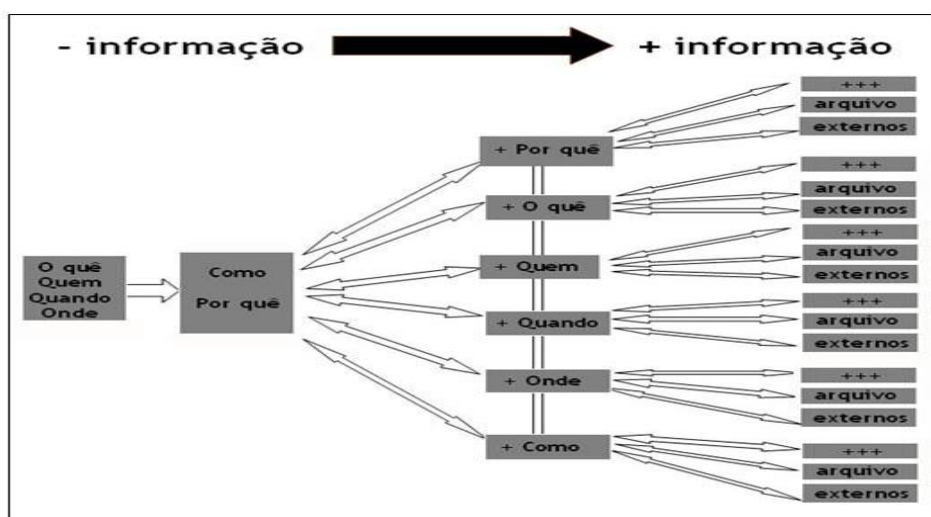 - informação
+ informação
O quê
Quem
Quando
Onde
Como
Por quê
+ Por quê
+ O quê
+ Quem
+ Quando
+ Onde
+ Como
+++
arquivo
externos
+++
arquivo
externos
+++
arquivo
externos
+++
arquivo
externos
+++
arquivo
externos
+++
arquivo
externos